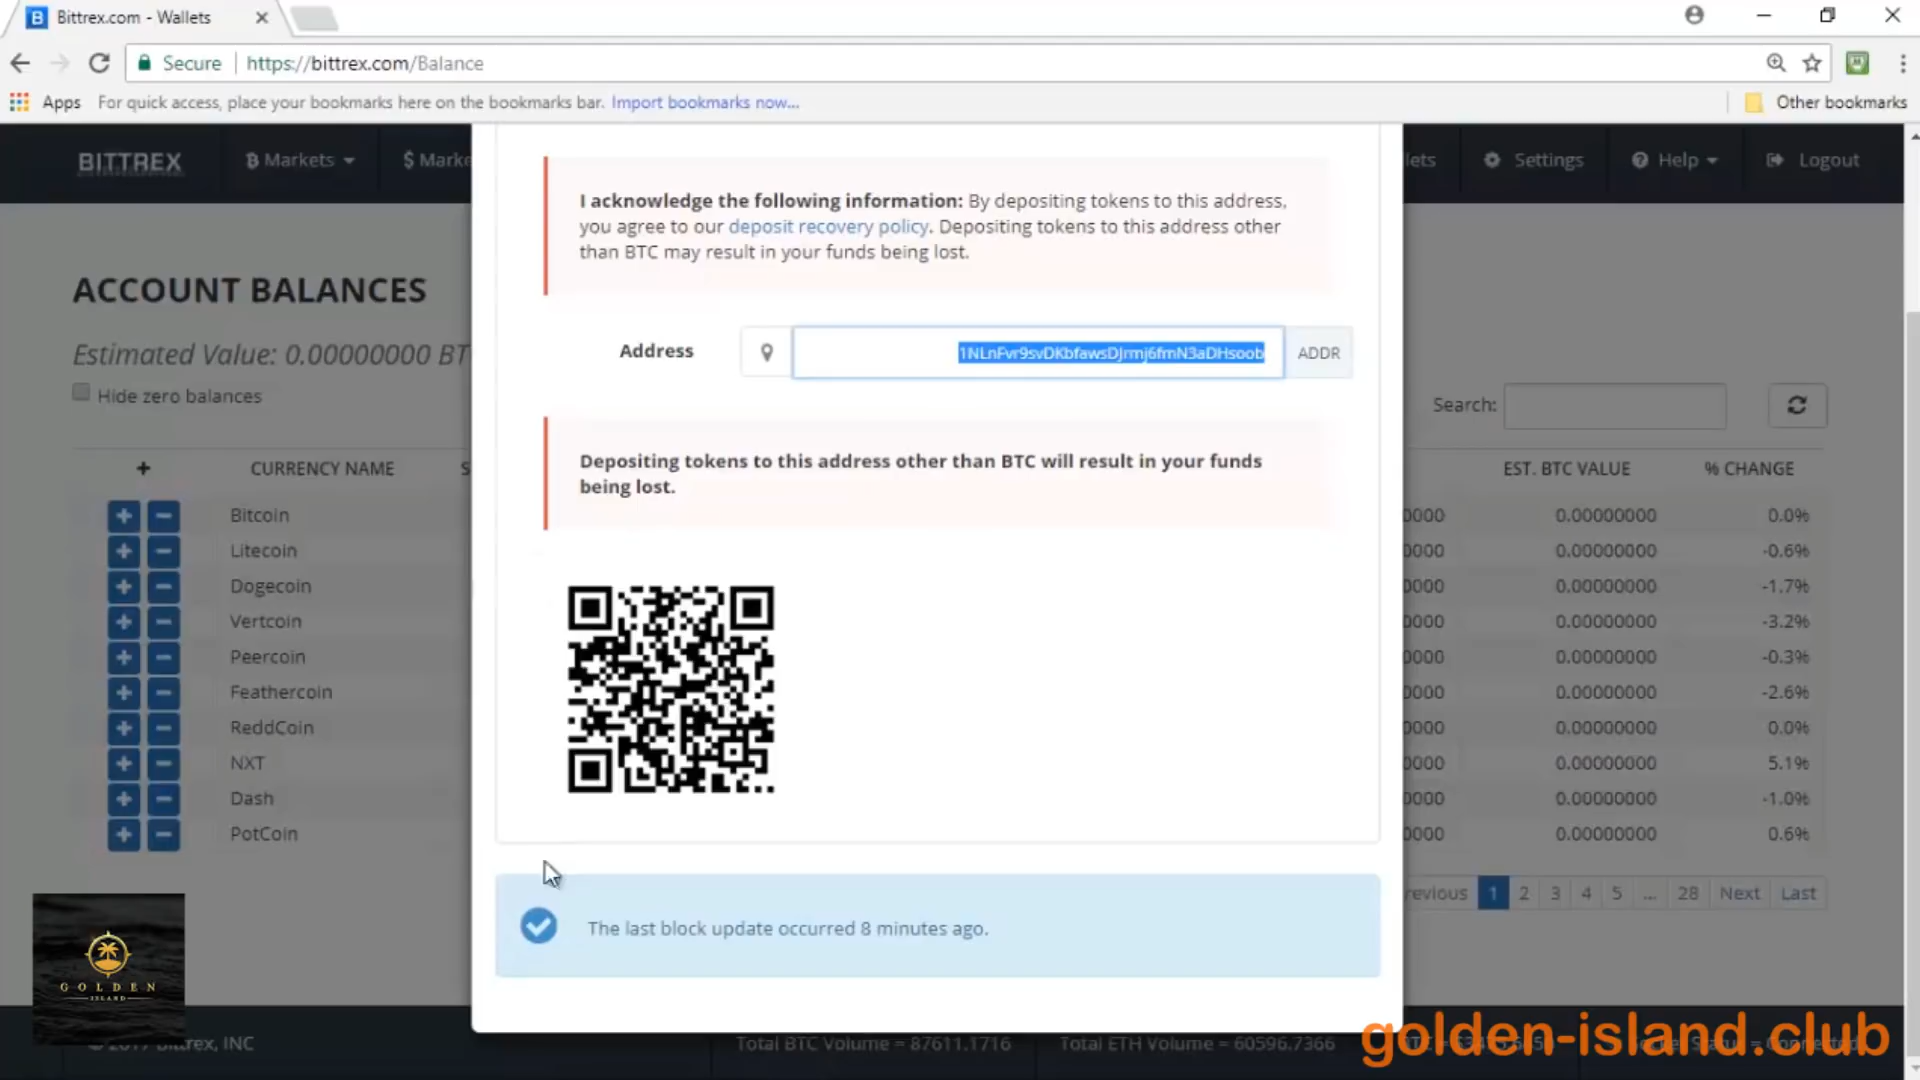 Bittrex.com - Wallets
Secure
https://bittrex.com/Balance
Apps
For quick access, place your bookmarks here on the bookmarks bar. Import bookmarks now...
Other bookmarks
BITTREX
Markets
Settings
Help
Logout
I acknowledge the following information: By depositing tokens to this address,
you agree to our deposit recovery policy. Depositing tokens to this address other
than BTC may result in your funds being lost.
ACCOUNT BALANCES
Estimated Value: 0.00000000
Hide zero balances
Address
1NLnFvr9svDKbfawsDJrmj6fmN3aDHsoob
ADDR
Search:
Depositing tokens to this address other than BTC will result in your funds
being lost.
CURRENCY NAME
EST. BTC VALUE
% CHANGE
Bitcoin 0.00000000 0.0%
Litecoin 0.00000000 -0.6%
Dogecoin 0.00000000 -1.7%
Vertcoin 0.00000000 -3.2%
Peercoin 0.00000000 -0.3%
Feathercoin 0.00000000 -2.6%
ReddCoin 0.00000000 0.0%
NXT 0.00000000 5.1%
Dash 0.00000000 -1.0%
PotCoin 0.00000000 0.6%
1 2 3 4 5 ... 28 Next Last
The last block update occurred 8 minutes ago.
GOLDEN
ISLAND
© 2017 Bittrex, INC
Total BTC Volume = 87611.1716
Total ETH Volume = 60596.7366
golden-island.club